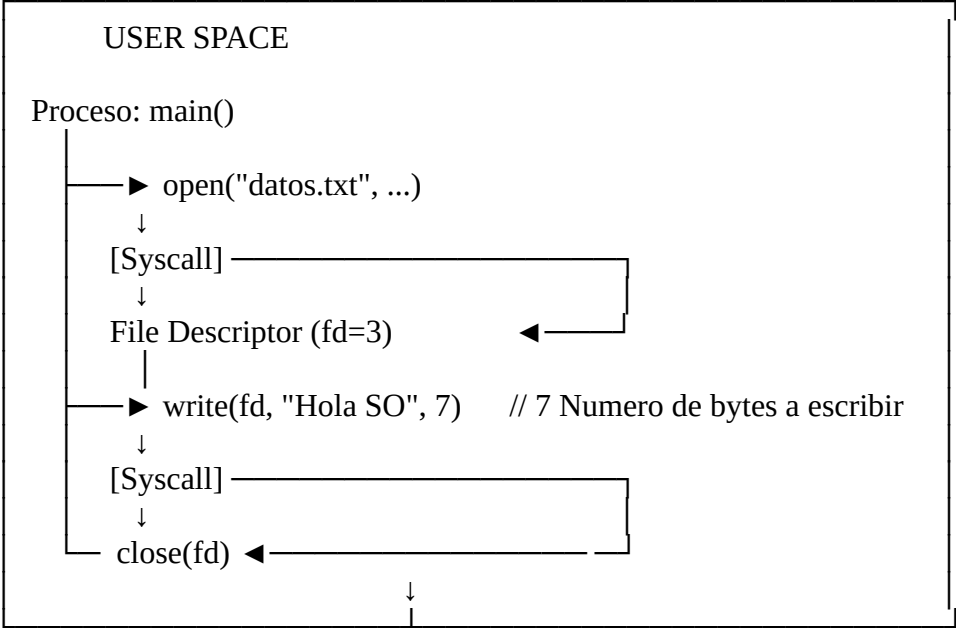 USER SPACE
Proceso: main()
► open("datos.txt", ...)
↓
[Syscall]
↓
File Descriptor (fd=3) ◄
► write(fd, "Hola SO", 7) // 7 Numero de bytes a escribir
↓
[Syscall]
↓
close(fd) ◄
↓